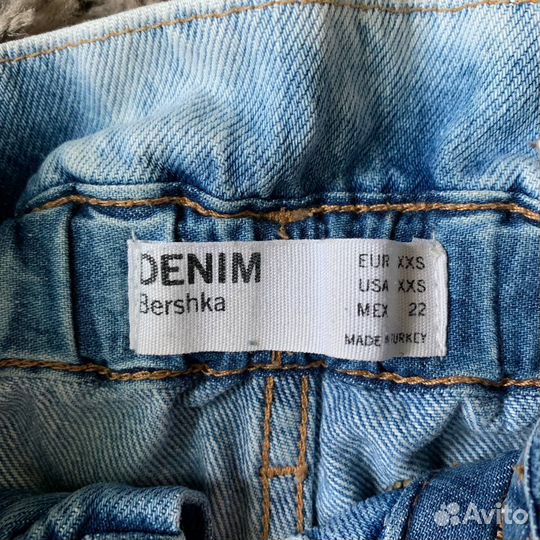 DENIM
Bershka
EUR XXS
USA XXS
MEX 22
MADE IN TURKEY
Avito